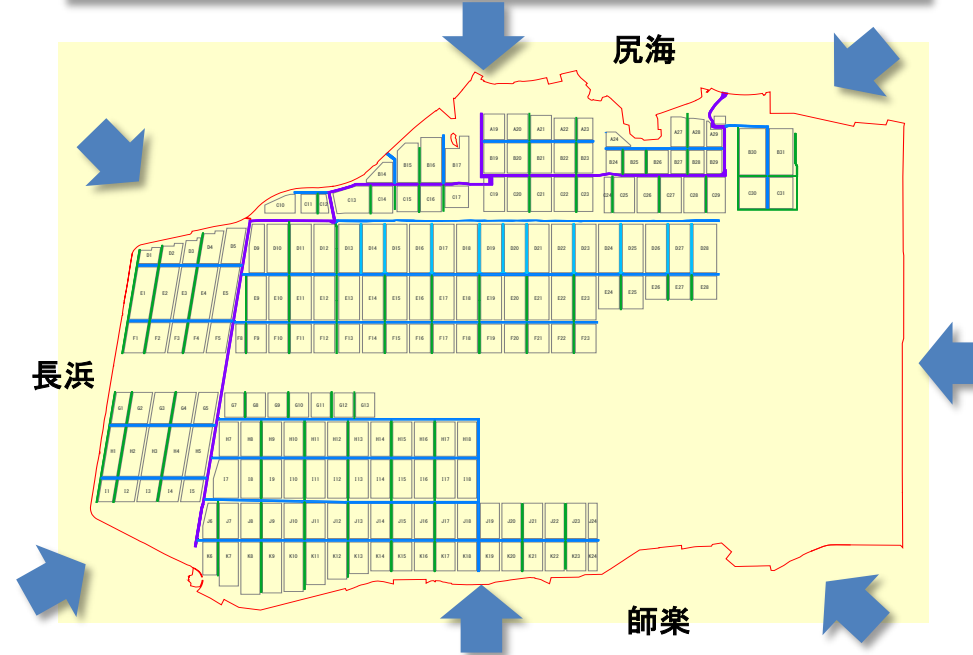 尻海
A19 A20 A21 A22 A23
A24 A27 A28 A29
B14 B15 B16 B17 B19 B20 B21 B22 B23 B24 B25 B26 B27 B28 B29 B30 B31
C10 C11 C12 C13 C14 C15 C16 C17 C19 C20 C21 C22 C23 C24 C25 C26 C27 C28 C29 C30 C31
D1 D2 D3 D4 D5 D9 D10 D11 D12 D13 D14 D15 D16 D17 D18 D19 D20 D21 D22 D23 D24 D25 D26 D27 D28
E1 E2 E3 E4 E5 E9 E10 E11 E12 E13 E14 E15 E16 E17 E18 E19 E20 E21 E22 E23 E24 E25 E26 E27 E28
F1 F2 F3 F4 F5 F8 F9 F10 F11 F12 F13 F14 F15 F16 F17 F18 F19 F20 F21 F22 F23
長浜
G1 G2 G3 G4 G5 G7 G8 G9 G10 G11 G12 G13
H1 H2 H3 H4 H5 H7 H8 H9 H10 H11 H12 H13 H14 H15 H16 H17 H18
I1 I2 I3 I4 I5 I7 I8 I9 I10 I11 I12 I13 I14 I15 I16 I17 I18
J6 J7 J8 J9 J10 J11 J12 J13 J14 J15 J16 J17 J18 J19 J20 J21 J22 J23 J24
K6 K7 K8 K9 K10 K11 K12 K13 K14 K15 K16 K17 K18 K19 K20 K21 K22 K23 K24
師楽